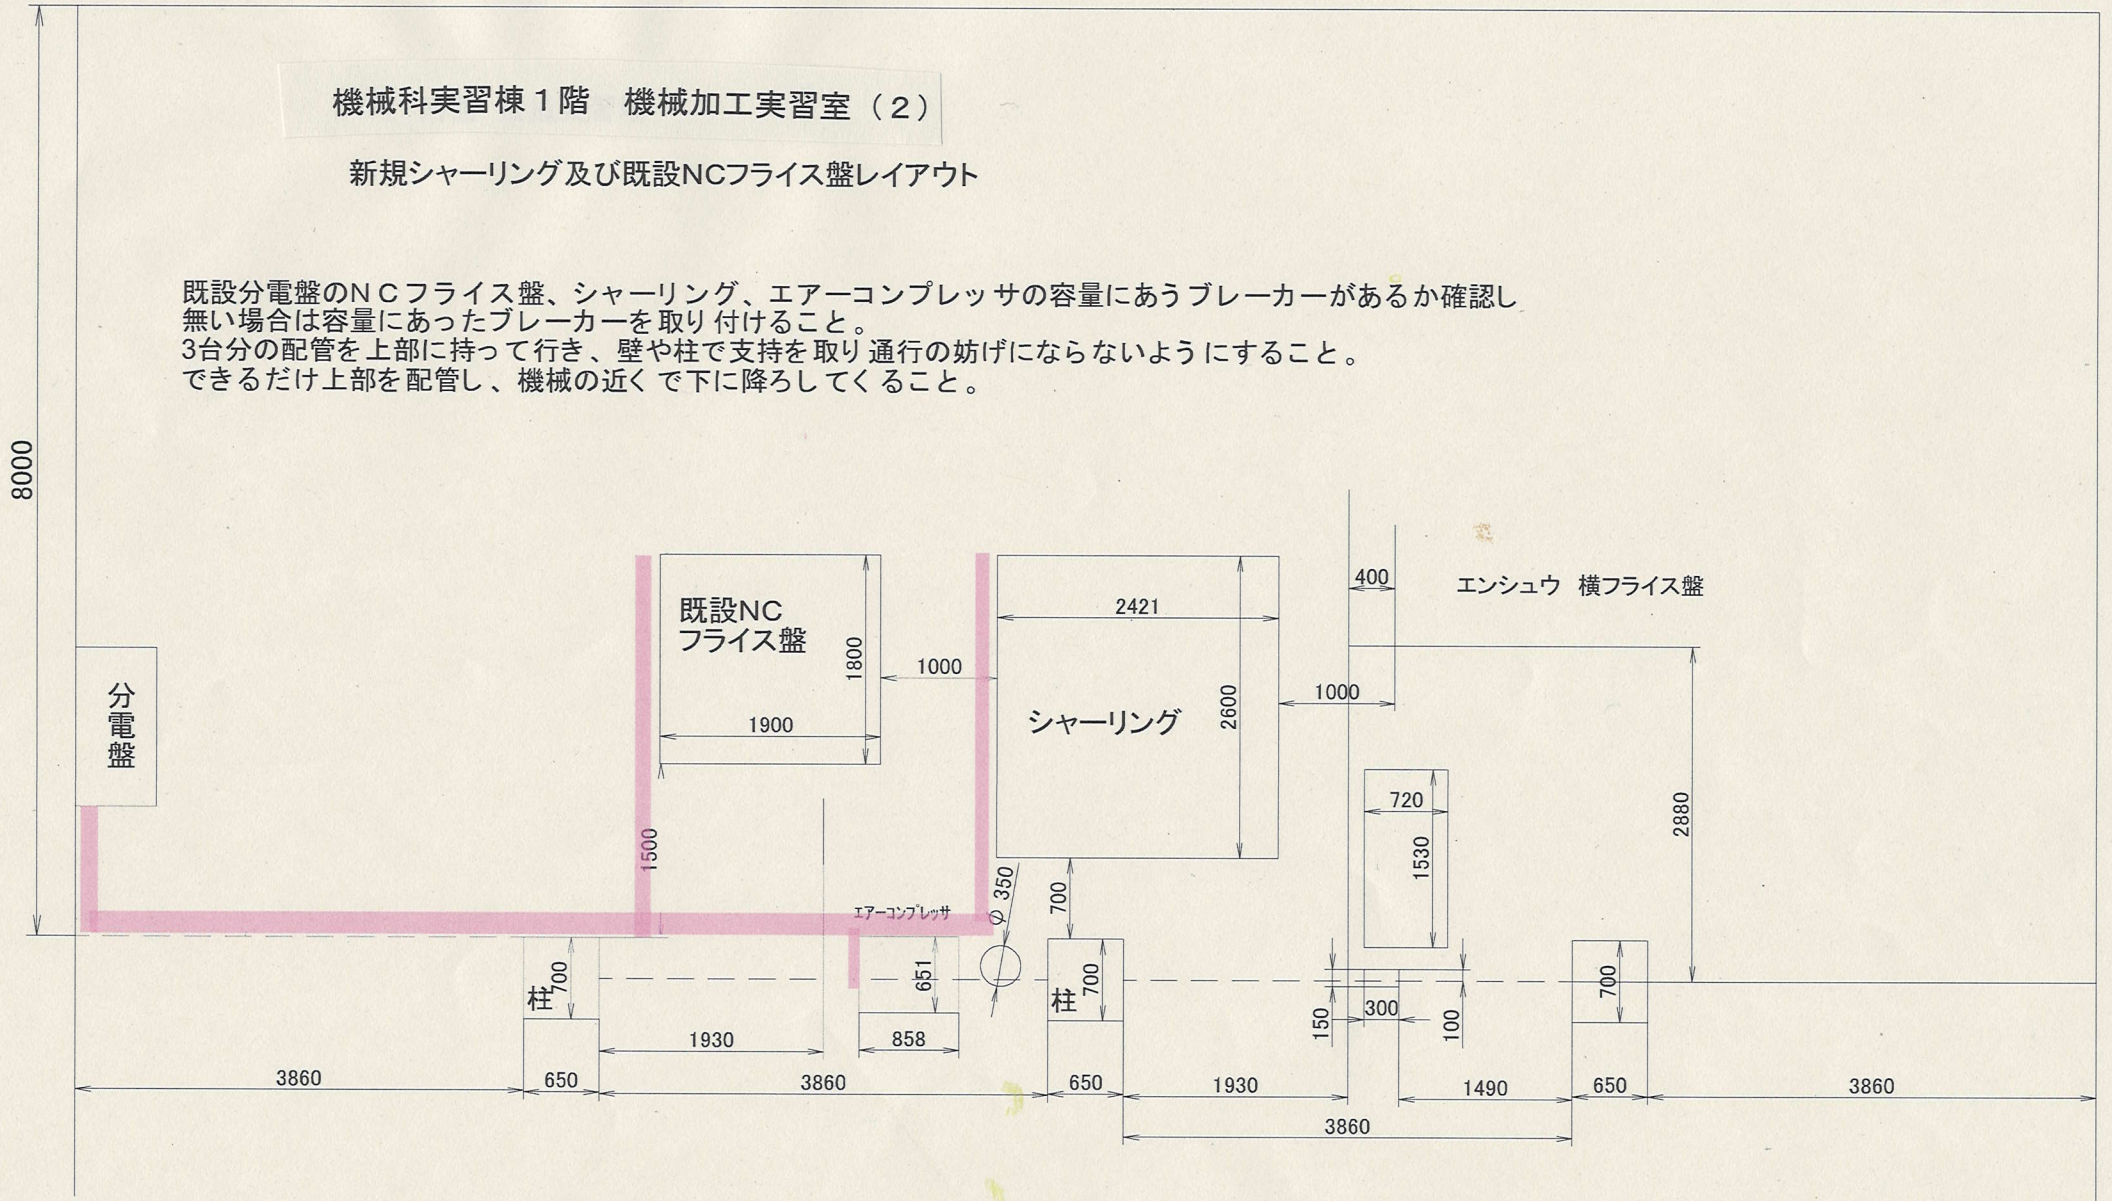 機械科実習棟1階　機械加工実習室（2）
新規シャーリング及び既設NCフライス盤レイアウト
既設分電盤のNCフライス盤、シャーリング、エアーコンプレッサの容量にあうブレーカーがあるか確認し
無い場合は容量にあったブレーカーを取り付けること。
3台分の配管を上部に持って行き、壁や柱で支持を取り通行の妨げにならないようにすること。
できるだけ上部を配管し、機械の近くで下に降ろしてくること。
8000
400
エンシュウ 横フライス盤
既設NC
フライス盤
1800
1900
1000
2421
2600
シャーリング
1000
分電盤
720
1530
2880
1500
エアーコンプレッサ
φ350
700
柱
700
651
柱
700
150
300
100
700
1930
858
3860
650
3860
650
1930
1490
650
3860
3860